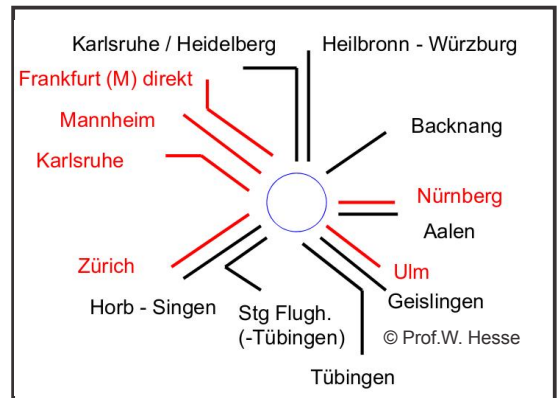 Karlsruhe / Heidelberg
Heilbronn - Würzburg
Frankfurt (M) direkt
Mannheim
Karlsruhe
Backnang
Nürnberg
Aalen
Zürich
Ulm
Horb - Singen
Geislingen
Stg Flugh.
(-Tübingen)
© Prof.W. Hesse
Tübingen